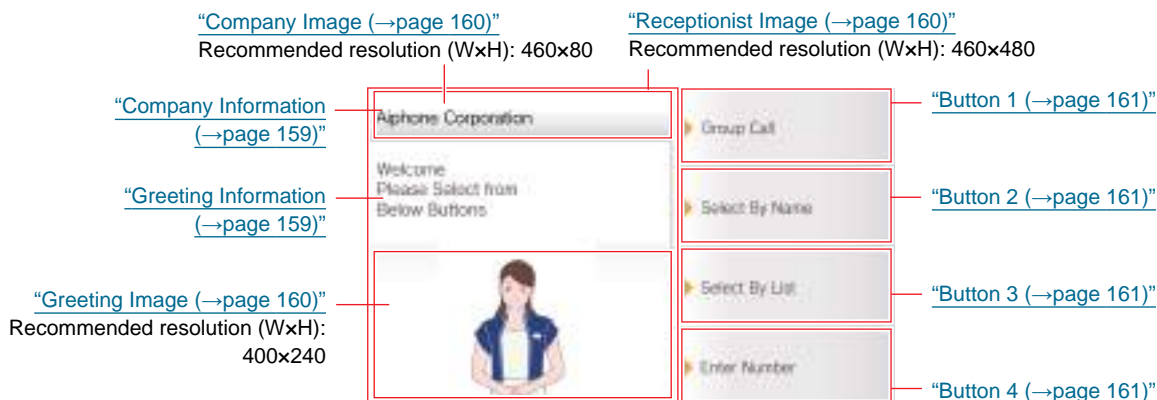 “Company Image (→page 160)”
Recommended resolution (W×H): 460×80
“Receptionist Image (→page 160)”
Recommended resolution (W×H): 460×480
“Company Information
(→page 159)”
“Greeting Information
(→page 159)”
“Greeting Image (→page 160)”
Recommended resolution (W×H):
400×240
Aiphone Corporation
Welcome
Please Select from
Below Buttons
Group Call
Select By Name
Select By List
Enter Number
“Button 1 (→page 161)”
“Button 2 (→page 161)”
“Button 3 (→page 161)”
“Button 4 (→page 161)”